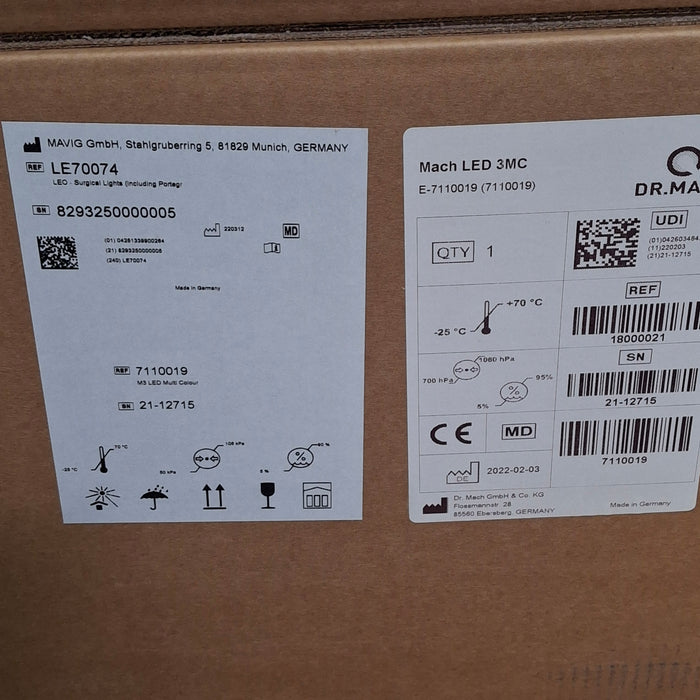 MAVIG GmbH, Stahlgruberring 5, 81829 Munich, GERMANY
REF LE70074
LEO - Surgical Lights (including Portegr
SN 8293250000005
220312
MD
(21) 8293250000005
(240) LE70074
Made in Germany
REF 7110019
M3 LED Multi Colour
SN 21-12715
70 °C
-25 °C
106 kPa
50 kPa
5 %
Mach LED 3MC
E-7110019 (7110019)
DR.MA
QTY 1
UDI
(01)042603484
(11)220203
(21)21-12715
+70 °C
-25 °C
REF
18000021
1060 hPa
700 hPa
95%
5%
SN
21-12715
CE
MD
7110019
DE
2022-02-03
Dr. Mach GmbH & Co. KG
Flossmannstr. 28
85560 Ebersberg, GERMANY
Made in Germany